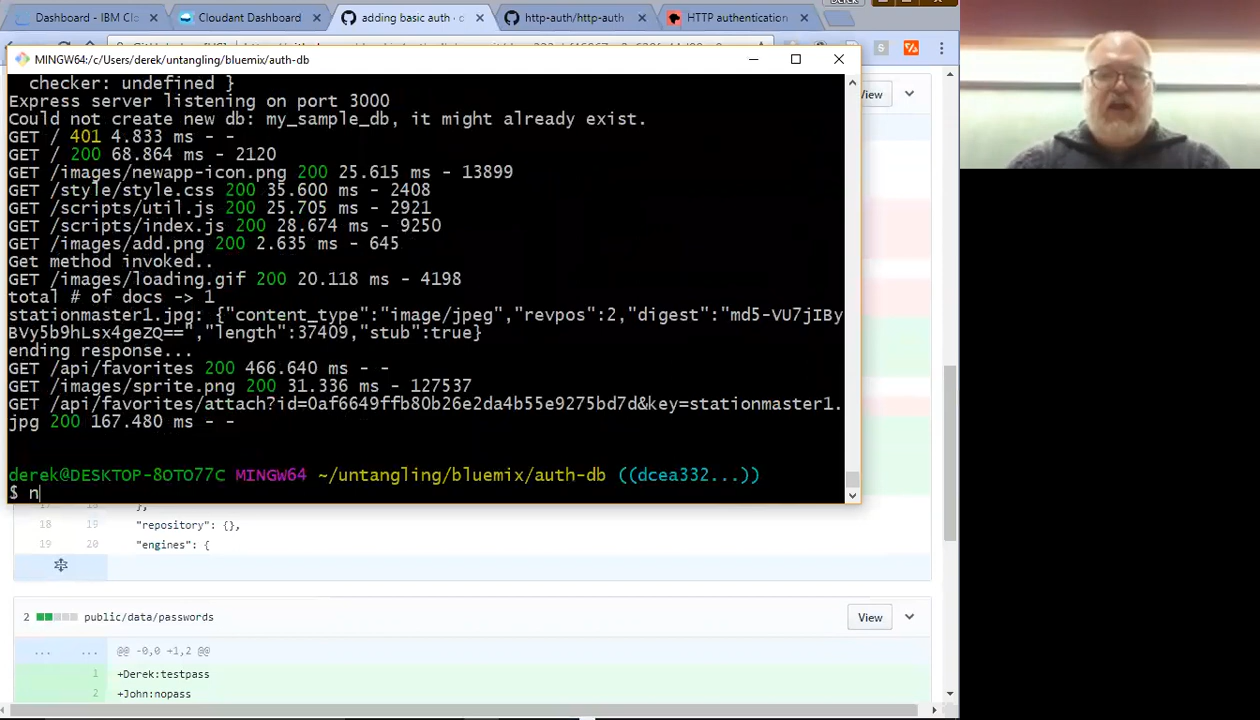 Dashboard - IBM Clo
Cloudant Dashboard
adding basic auth · c
http-auth/http-auth
HTTP authentication
MINGW64:/c/Users/derek/untangling/bluemix/auth-db
checker: undefined }
Express server listening on port 3000
Could not create new db: my_sample_db, it might already exist.
GET / 401 4.833 ms - -
GET / 200 68.864 ms - 2120
GET /images/newapp-icon.png 200 25.615 ms - 13899
GET /style/style.css 200 35.600 ms - 2408
GET /scripts/util.js 200 25.705 ms - 2921
GET /scripts/index.js 200 28.674 ms - 9250
GET /images/add.png 200 2.635 ms - 645
Get method invoked..
GET /images/loading.gif 200 20.118 ms - 4198
total # of docs -> 1
stationmaster1.jpg: {"content_type":"image/jpeg","revpos":2,"digest":"md5-VU7jIBy
BVy5b9hLsx4geZQ==","length":37409,"stub":true}
ending response...
GET /api/favorites 200 466.640 ms - -
GET /images/sprite.png 200 31.336 ms - 127537
GET /api/favorites/attach?id=0af6649ffb80b26e2da4b55e9275bd7d&key=stationmaster1.
jpg 200 167.480 ms - -
derek@DESKTOP-8OTO77C MINGW64 ~/untangling/bluemix/auth-db ((dcea332...))
$ n
View
},
18 19 "repository": {},
19 20 "engines": {
2 public/data/passwords View
... ... @@ -0,0 +1,2 @@
1 +Derek:testpass
2 +John:nopass